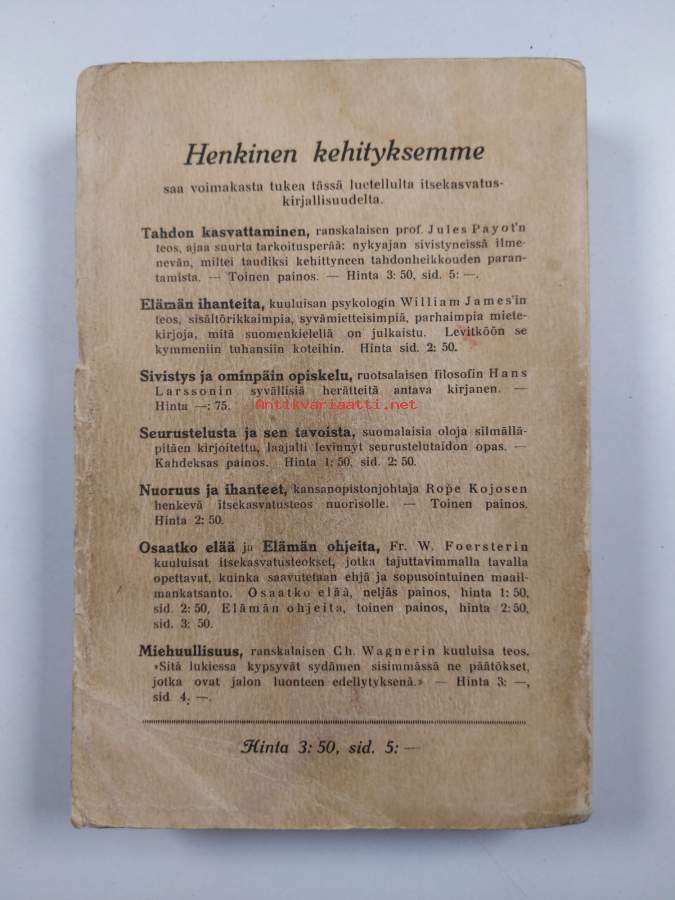 Henkinen kehityksemme
saa voimakasta tukea tässä luetellulta itsekasvatus-
kirjallisuudelta.
Tahdon kasvattaminen, ranskalaisen prof. Jules Payot'n
teos, ajaa suurta tarkoitusperää: nykyajan sivistyneissä ilme-
nevän, miltei taudiksi kehittyneen tahdonheikkouden paran-
tamista. — Toinen painos. — Hinta 3: 50, sid. 5: —.
Elämän ihanteita, kuuluisan psykologin William James'in
teos, sisältörikkaimpia, syvämietteisimpiä, parhaimpia miete-
kirjoja, mitä suomenkielellä on julkaistu. Levitköön se
kymmeniin tuhansiin koteihin. Hinta sid. 2: 50.
Sivistys ja ominpäin opiskelu, ruotsalaisen filosofin Hans
Larssonin syvällisiä herätteitä antava kirjanen. —
Hinta —: 75.
Antikvariaatti.net
Seurustelusta ja sen tavoista, suomalaisia oloja silmällä-
pitäen kirjoitettu, laajalti levinnyt seurustelutaidon opas. —
Kahdeksas painos. Hinta 1: 50, sid. 2: 50.
Nuoruus ja ihanteet, kansanopistonjohtaja Rope Kojosen
henkevä itsekasvatusteos nuorisolle. — Toinen painos.
Hinta 2: 50.
Osaatko elää ja Elämän ohjeita, Fr. W. Foersterin
kuuluisat itsekasvatusteokset, jotka tajuttavimmalla tavalla
opettavat, kuinka saavutetaan ehjä ja sopusointuinen maail-
mankatsanto. Osaatko elää, neljäs painos, hinta 1: 50,
sid. 2: 50, Elämän ohjeita, toinen painos, hinta 2: 50,
sid. 3: 50.
Miehuullisuus, ranskalaisen Ch. Wagnerin kuuluisa teos.
»Sitä lukiessa kypsyvät sydämen sisimmässä ne päätökset,
jotka ovat jalon luonteen edellytyksenä.» — Hinta 3: —,
sid 4: —.
Hinta 3: 50, sid. 5: —